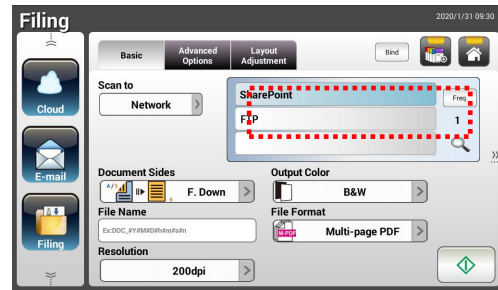 Filing
2020/1/31 09:30
Basic
Advanced Options
Layout Adjustment
Bind
Cloud
E-mail
Filing
Scan to
Network
SharePoint
FTP
Freq
1
Document Sides
F. Down
Output Color
B&W
File Name
Ex:DOC_#Y#M#D#h#m#s#n
File Format
M-PDF
Multi-page PDF
Resolution
200dpi